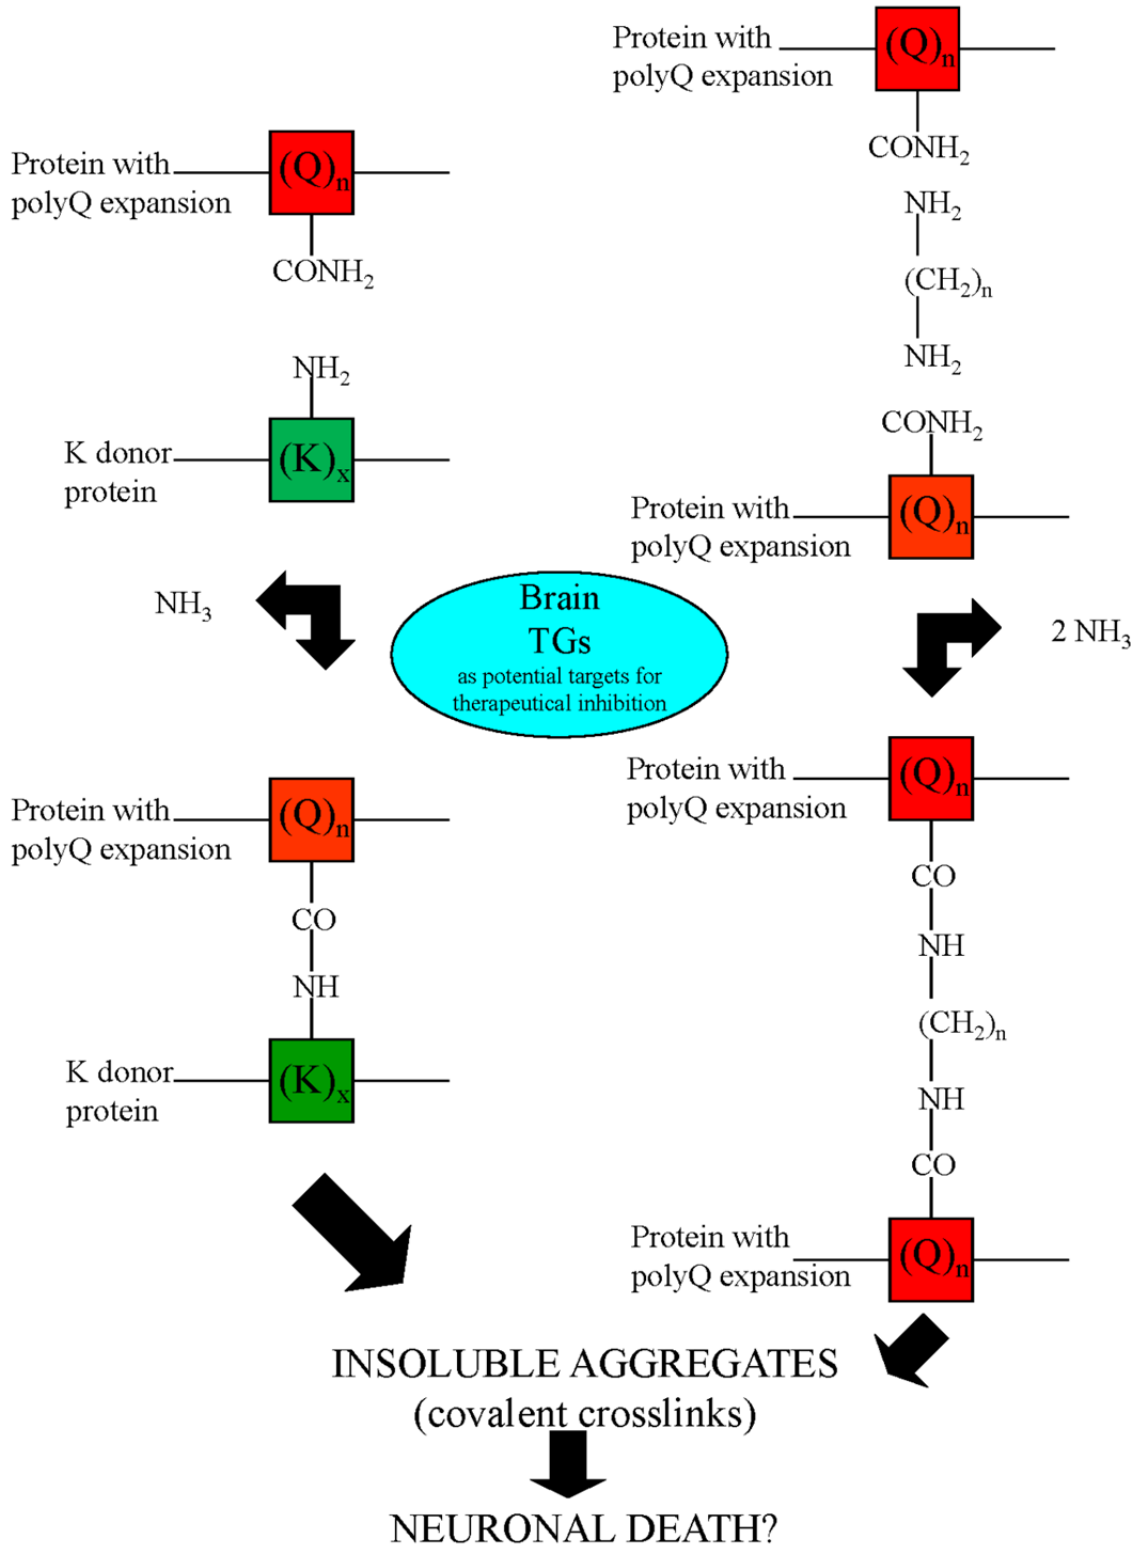 Protein with
polyQ expansion
(Q)n
CONH2
NH2
K donor
protein
(K)x
NH3
Protein with
polyQ expansion
(Q)n
CO
NH
K donor
protein
(K)x
Brain
TGs
as potential targets for
therapeutical inhibition
Protein with
polyQ expansion
(Q)n
CONH2
NH2
(CH2)n
NH2
CONH2
Protein with
polyQ expansion
(Q)n
2 NH3
Protein with
polyQ expansion
(Q)n
CO
NH
(CH2)n
NH
CO
Protein with
polyQ expansion
(Q)n
INSOLUBLE AGGREGATES
(covalent crosslinks)
NEURONAL DEATH?